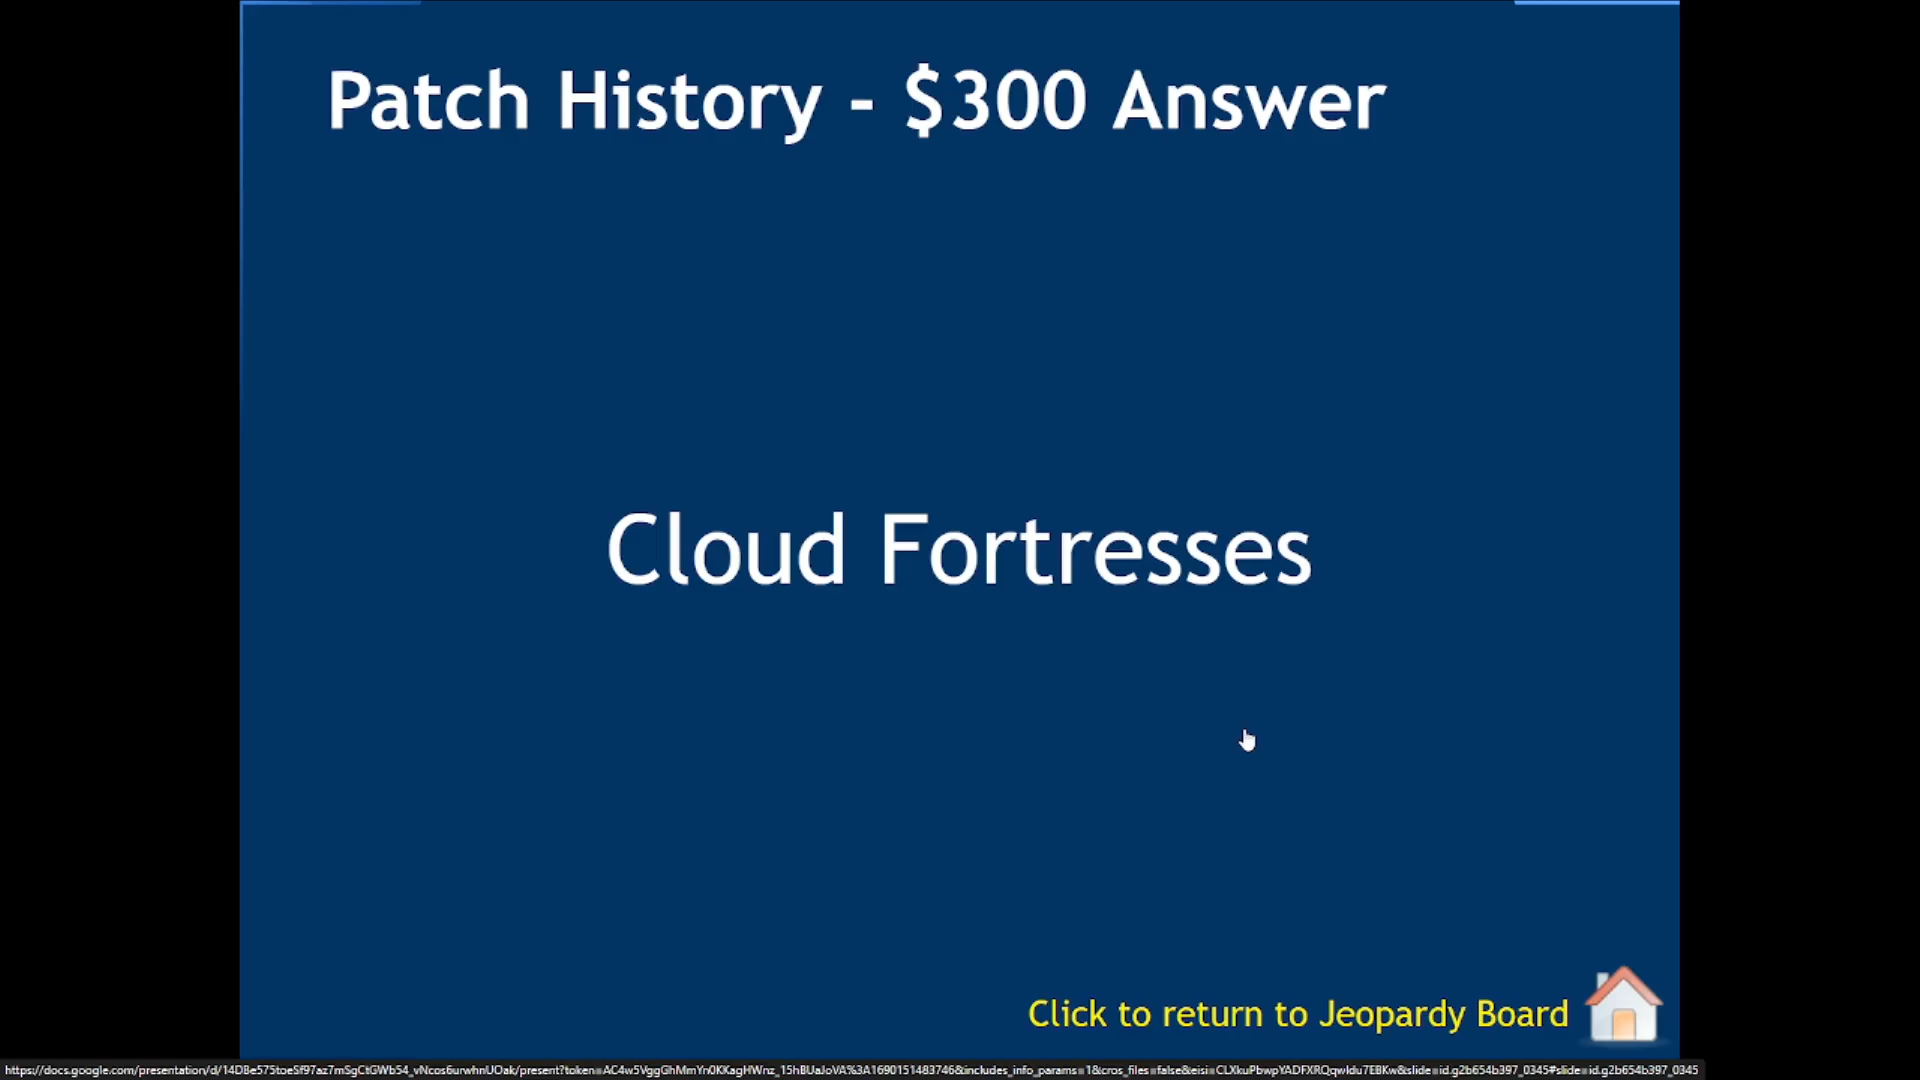 Patch History - $300 Answer
Cloud Fortresses
Click to return to Jeopardy Board